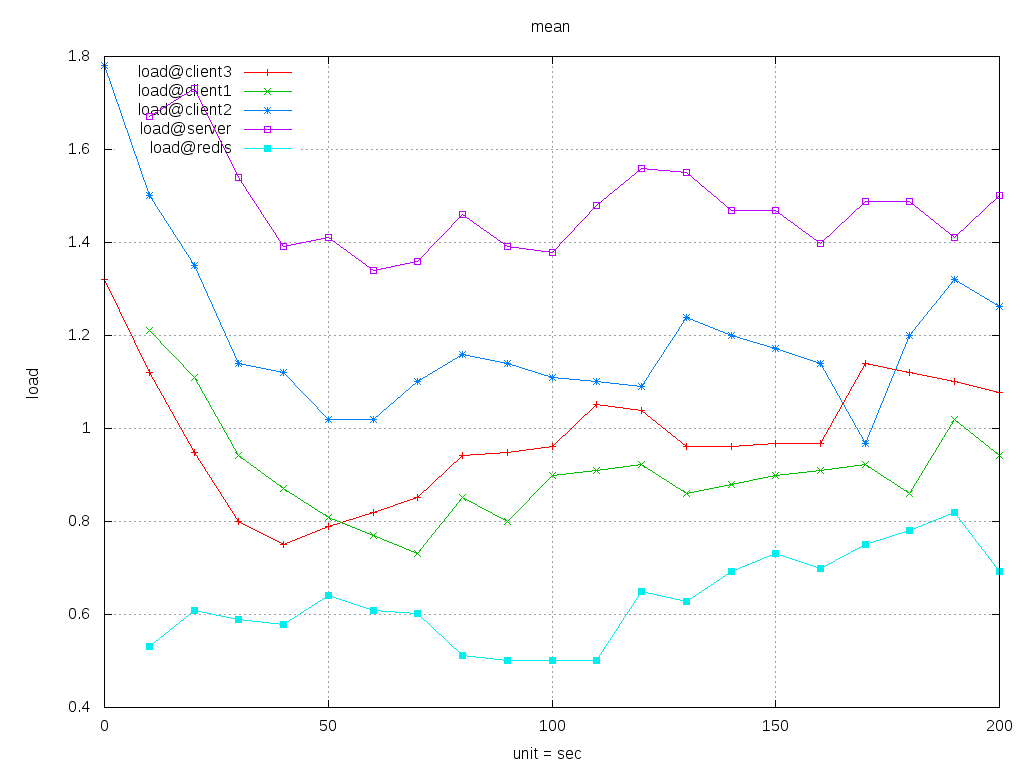 mean
1.8
load@client3
load@client1
load@client2
load@server
load@redis
1.6
1.4
1.2
load
1
0.8
0.6
0.4
0 50 100 150 200
unit = sec